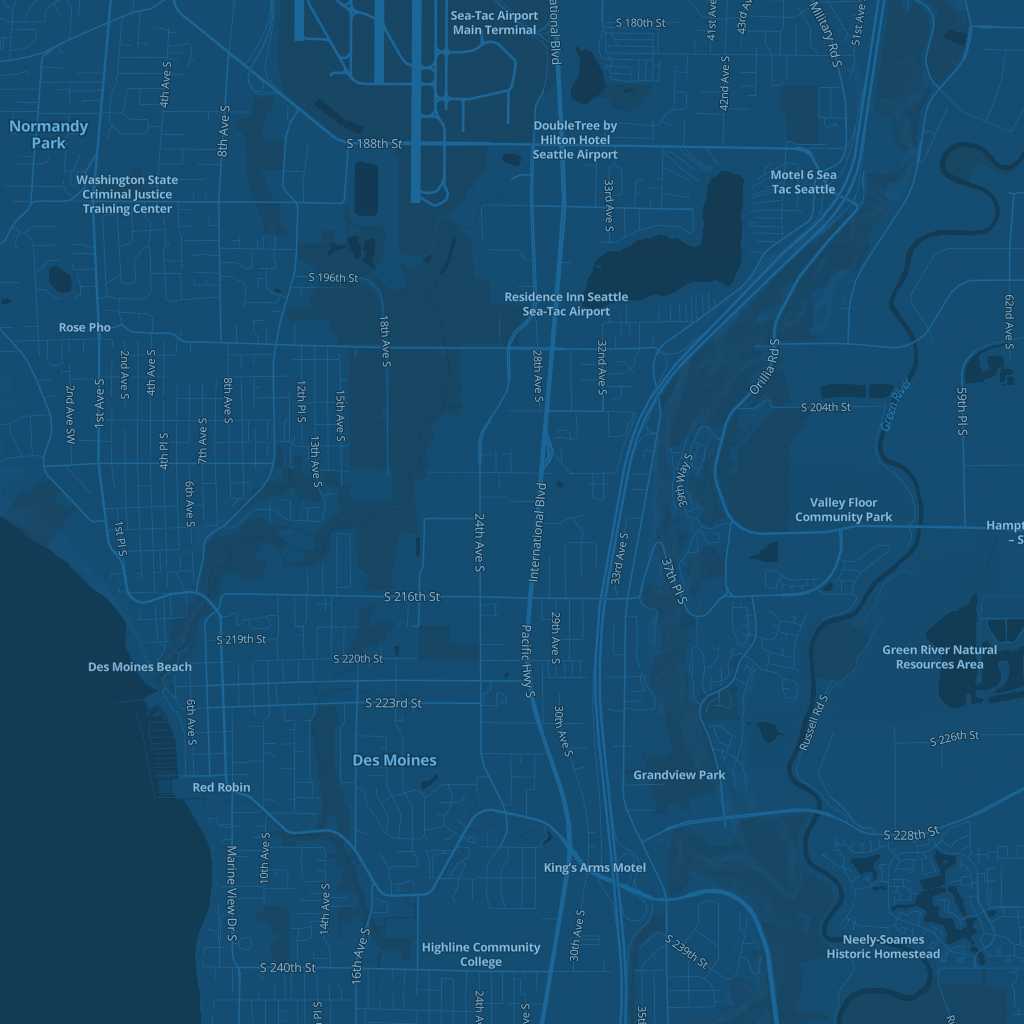 Sea-Tac Airport
Main Terminal
S 180th St
Military Rd S
42nd Ave S
4th Ave S
8th Ave S
Normandy
Park
S 188th St
DoubleTree by
Hilton Hotel
Seattle Airport
Motel 6 Sea
Tac Seattle
Washington State
Criminal Justice
Training Center
33rd Ave S
S 196th St
Residence Inn Seattle
Sea-Tac Airport
62nd Ave S
Rose Pho
18th Ave S
2nd Ave S
4th Ave S
28th Ave S
32nd Ave S
Orillia Rd S
2nd Ave SW
1st Ave S
8th Ave S
12th Pl S
15th Ave S
S 204th St
Green River
59th Pl S
4th Pl S
7th Ave S
13th Ave S
39th Way S
6th Ave S
Valley Floor
Community Park
1st Pl S
24th Ave S
International Blvd
33rd Ave S
37th Pl S
S 216th St
S 219th St
29th Ave S
S 220th St
Pacific Hwy S
Des Moines Beach
Green River Natural
Resources Area
6th Ave S
S 223rd St
30th Ave S
Russell Rd S
S 226th St
Des Moines
Grandview Park
Red Robin
S 228th St
Marine View Dr S
10th Ave S
King's Arms Motel
14th Ave S
16th Ave S
Highline Community
College
30th Ave S
S 239th St
Neely-Soames
Historic Homestead
S 240th St